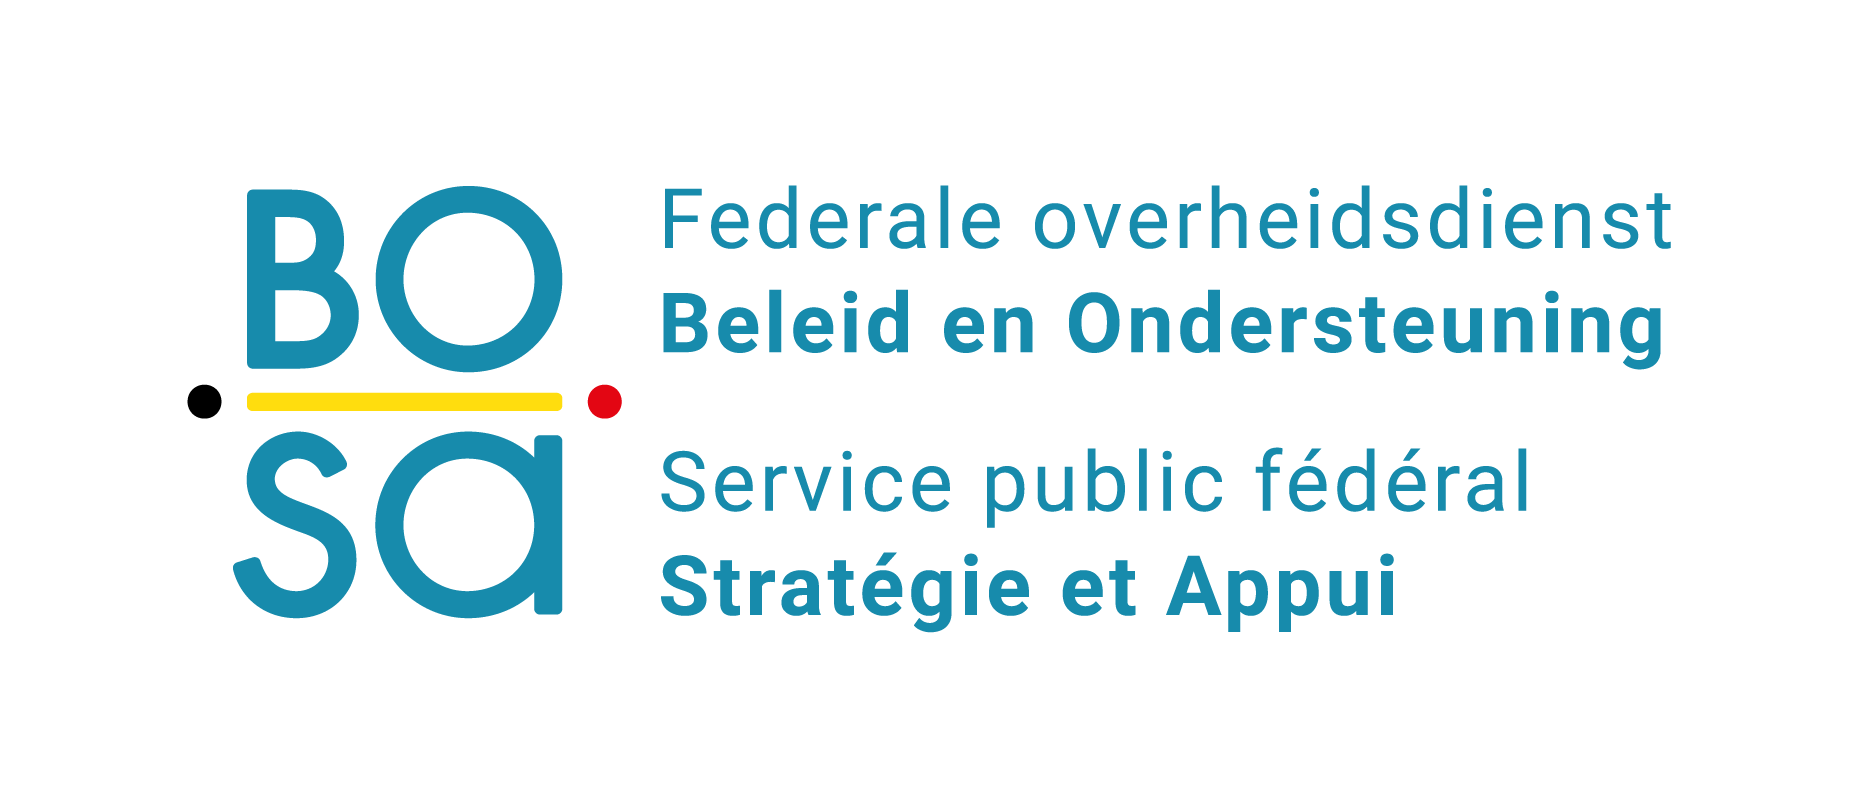 BO
sa
Federale overheidsdienst
Beleid en Ondersteuning
Service public fédéral
Stratégie et Appui